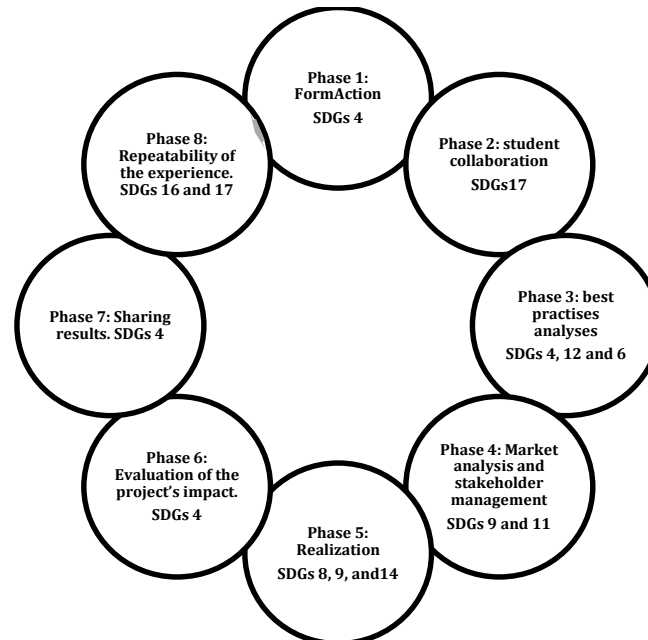 Phase 1:
FormAction
SDGs 4
Phase 2: student
collaboration
SDGs17
Phase 3: best
practises
analyses
SDGs 4, 12 and 6
Phase 4: Market
analysis and
stakeholder
management
SDGs 9 and 11
Phase 5:
Realization
SDGs 8, 9, and14
Phase 6:
Evaluation of the
project’s impact.
SDGs 4
Phase 7: Sharing
results. SDGs 4
Phase 8:
Repeatability of
the experience.
SDGs 16 and 17